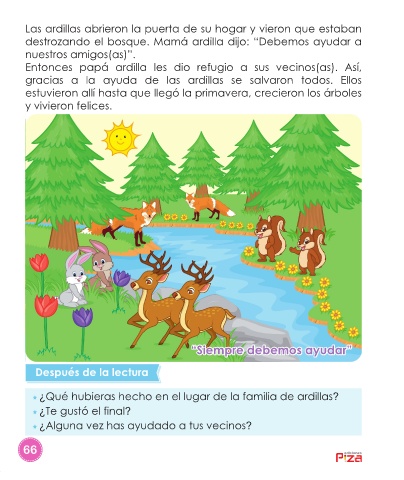 Las ardillas abrieron la puerta de su hogar y vieron que estaban
destrozando el bosque. Mamá ardilla dijo: "Debemos ayudar a
nuestros amigos(as)".
Entonces papá ardilla les dio refugio a sus vecinos(as). Así,
gracias a la ayuda de las ardillas se salvaron todos. Ellos
estuvieron allí hasta que llegó la primavera, crecieron los árboles
y vivieron felices.
"Siempre debemos ayudar"
Después de la lectura
• ¿Qué hubieras hecho en el lugar de la familia de ardillas?
• ¿Te gustó el final?
• ¿Alguna vez has ayudado a tus vecinos?
66
P!za